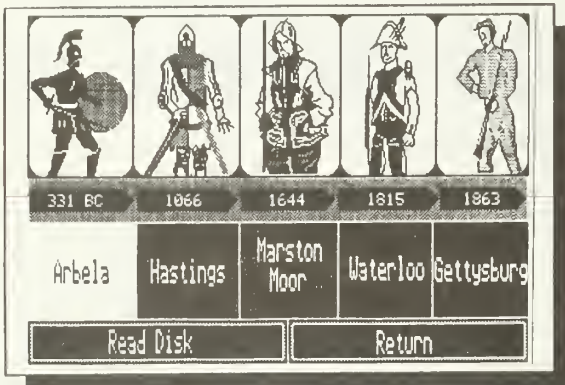 331 BC 1066 1644 1815 1863
Arbela Hastings Marston Moor Waterloo Gettysburg
Read Disk Return